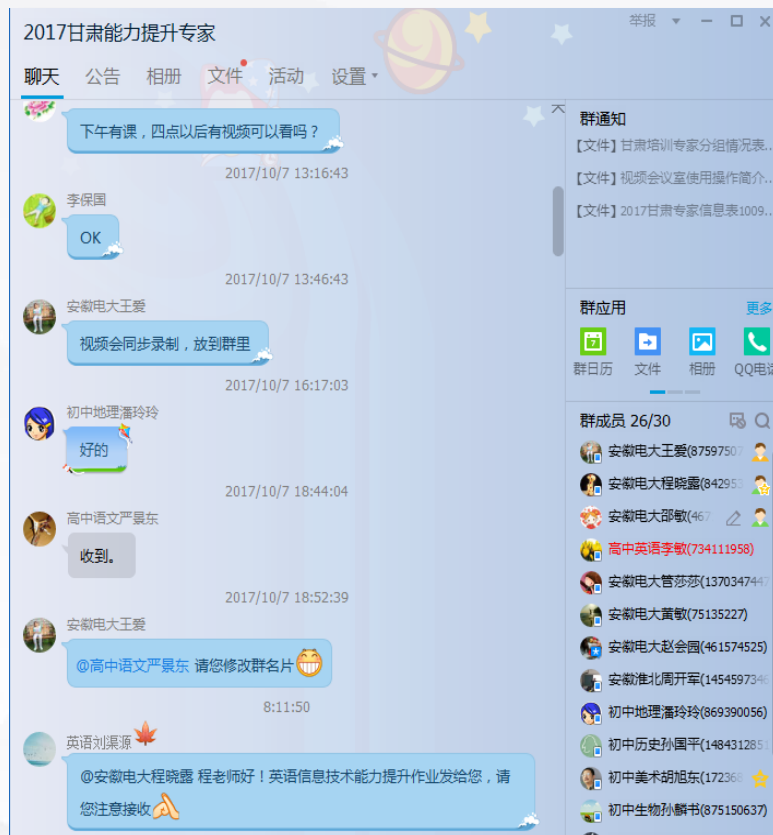 2017甘肃能力提升专家
举报
聊天 公告 相册 文件 活动 设置
下午有课，四点以后有视频可以看吗？
2017/10/7 13:16:43
李保国
OK
2017/10/7 13:46:43
安徽电大王爱
视频会同步录制，放到群里
2017/10/7 16:17:03
初中地理潘玲玲
好的
2017/10/7 18:44:04
高中语文严景东
收到。
2017/10/7 18:52:39
安徽电大王爱
@高中语文严景东 请您修改群名片
8:11:50
英语刘渠源
@安徽电大程晓露 程老师好！英语信息技术能力提升作业发给您，请
您注意接收
群通知
【文件】甘肃培训专家分组情况表...
【文件】视频会议室使用操作简介...
【文件】2017甘肃专家信息表1009...
群应用 更多
7
群日历 文件 相册 QQ电话
群成员 26/30
安徽电大王爱(87597507
安徽电大程晓露(842953
安徽电大邵敏(467
高中英语李敏(734111958)
安徽电大管莎莎(1370347447
安徽电大黄敏(75135227)
安徽电大赵会园(461574525)
安徽淮北周开军(1454597346
初中地理潘玲玲(869390056)
初中历史孙国平(1484312851
初中美术胡旭东(172368
初中生物孙麟书(875150637)